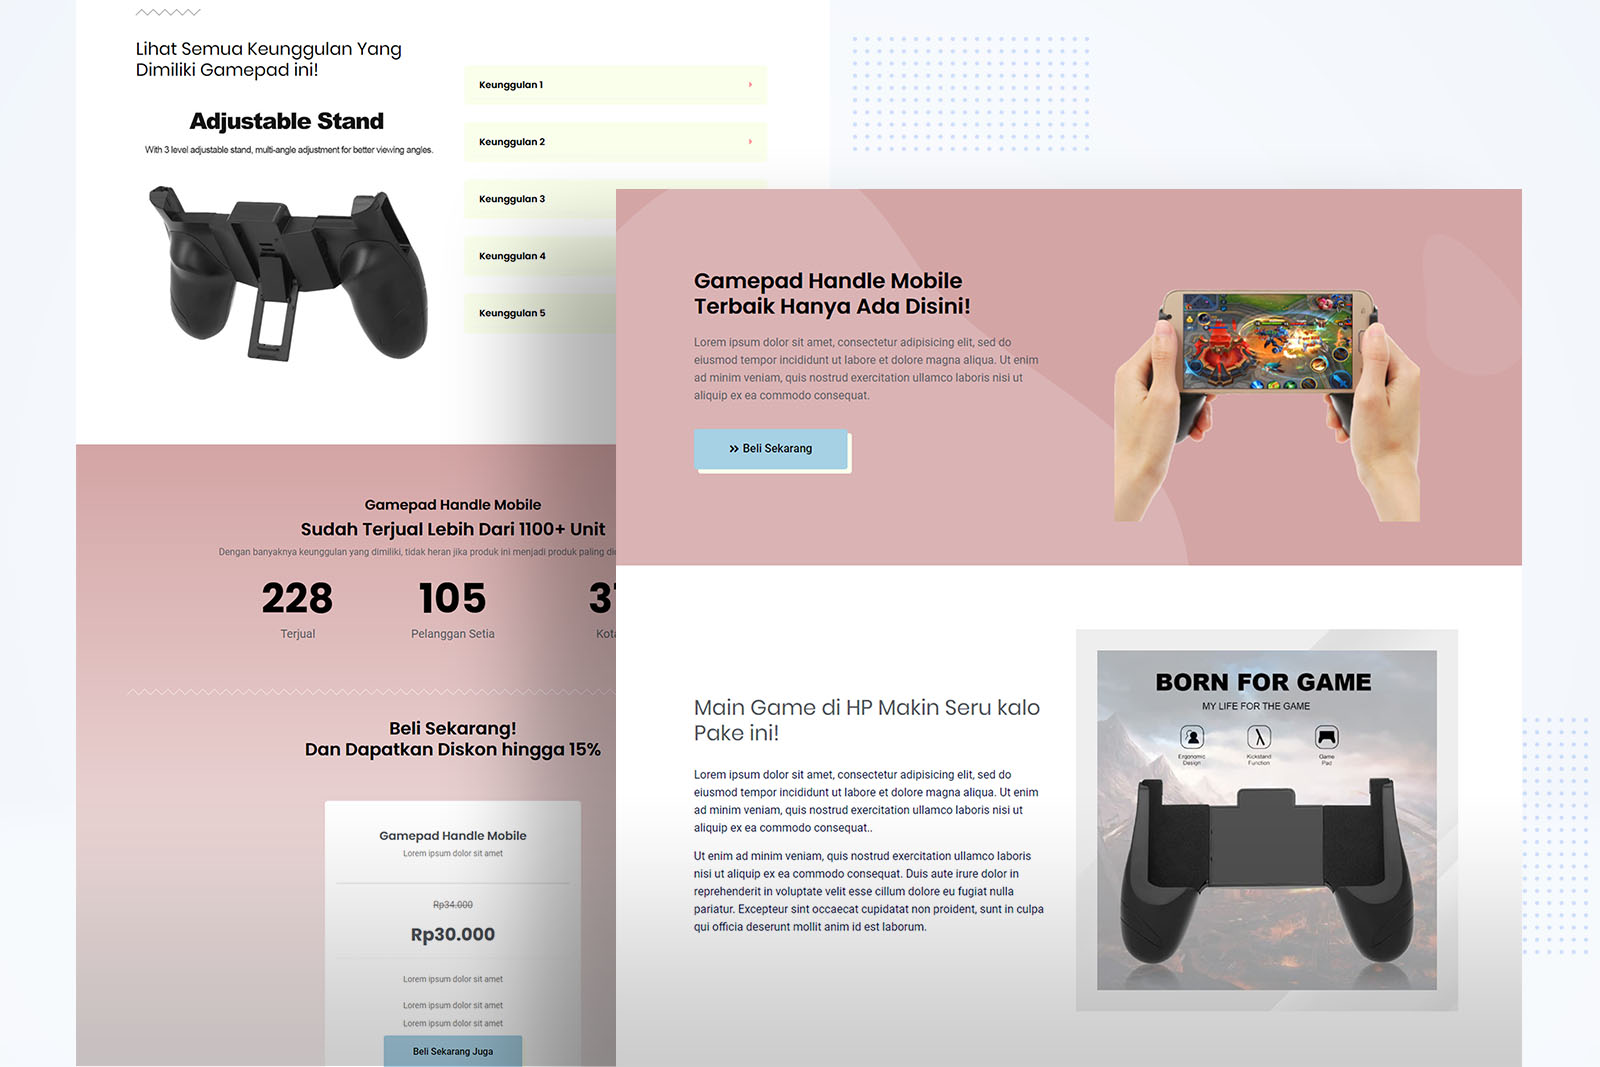 Lihat Semua Keunggulan Yang
Dimiliki Gamepad ini!
Adjustable Stand
With 3 level adjustable stand, multi-angle adjustment for better viewing angles.
Keunggulan 1
Keunggulan 2
Keunggulan 3
Keunggulan 4
Keunggulan 5
Gamepad Handle Mobile
Sudah Terjual Lebih Dari 1100+ Unit
Dengan banyaknya keunggulan yang dimiliki, tidak heran jika produk ini menjadi produk paling
228
Terjual
105
Pelanggan Setia
Beli Sekarang!
Dan Dapatkan Diskon hingga 15%
Gamepad Handle Mobile
Lorem ipsum dolor sit amet
Rp34.000
Rp30.000
Lorem ipsum dolor sit amet
Lorem ipsum dolor sit amet
Lorem ipsum dolor sit amet
Beli Sekarang Juga
Gamepad Handle Mobile
Terbaik Hanya Ada Disini!
Lorem ipsum dolor sit amet, consectetur adipisicing elit, sed do
eiusmod tempor incididunt ut labore et dolore magna aliqua. Ut enim
ad minim veniam, quis nostrud exercitation ullamco laboris nisi ut
aliquip ex ea commodo consequat.
Beli Sekarang
Main Game di HP Makin Seru kalo
Pake ini!
Lorem ipsum dolor sit amet, consectetur adipisicing elit, sed do
eiusmod tempor incididunt ut labore et dolore magna aliqua. Ut enim
ad minim veniam, quis nostrud exercitation ullamco laboris nisi ut
aliquip ex ea commodo consequat..
Ut enim ad minim veniam, quis nostrud exercitation ullamco laboris
nisi ut aliquip ex ea commodo consequat. Duis aute irure dolor in
reprehenderit in voluptate velit esse cillum dolore eu fugiat nulla
pariatur. Excepteur sint occaecat cupidatat non proident, sunt in culpa
qui officia deserunt mollit anim id est laborum.
BORN FOR GAME
MY LIFE FOR THE GAME
Ergonomic
Design
Kickstand
Function
Game
Pad